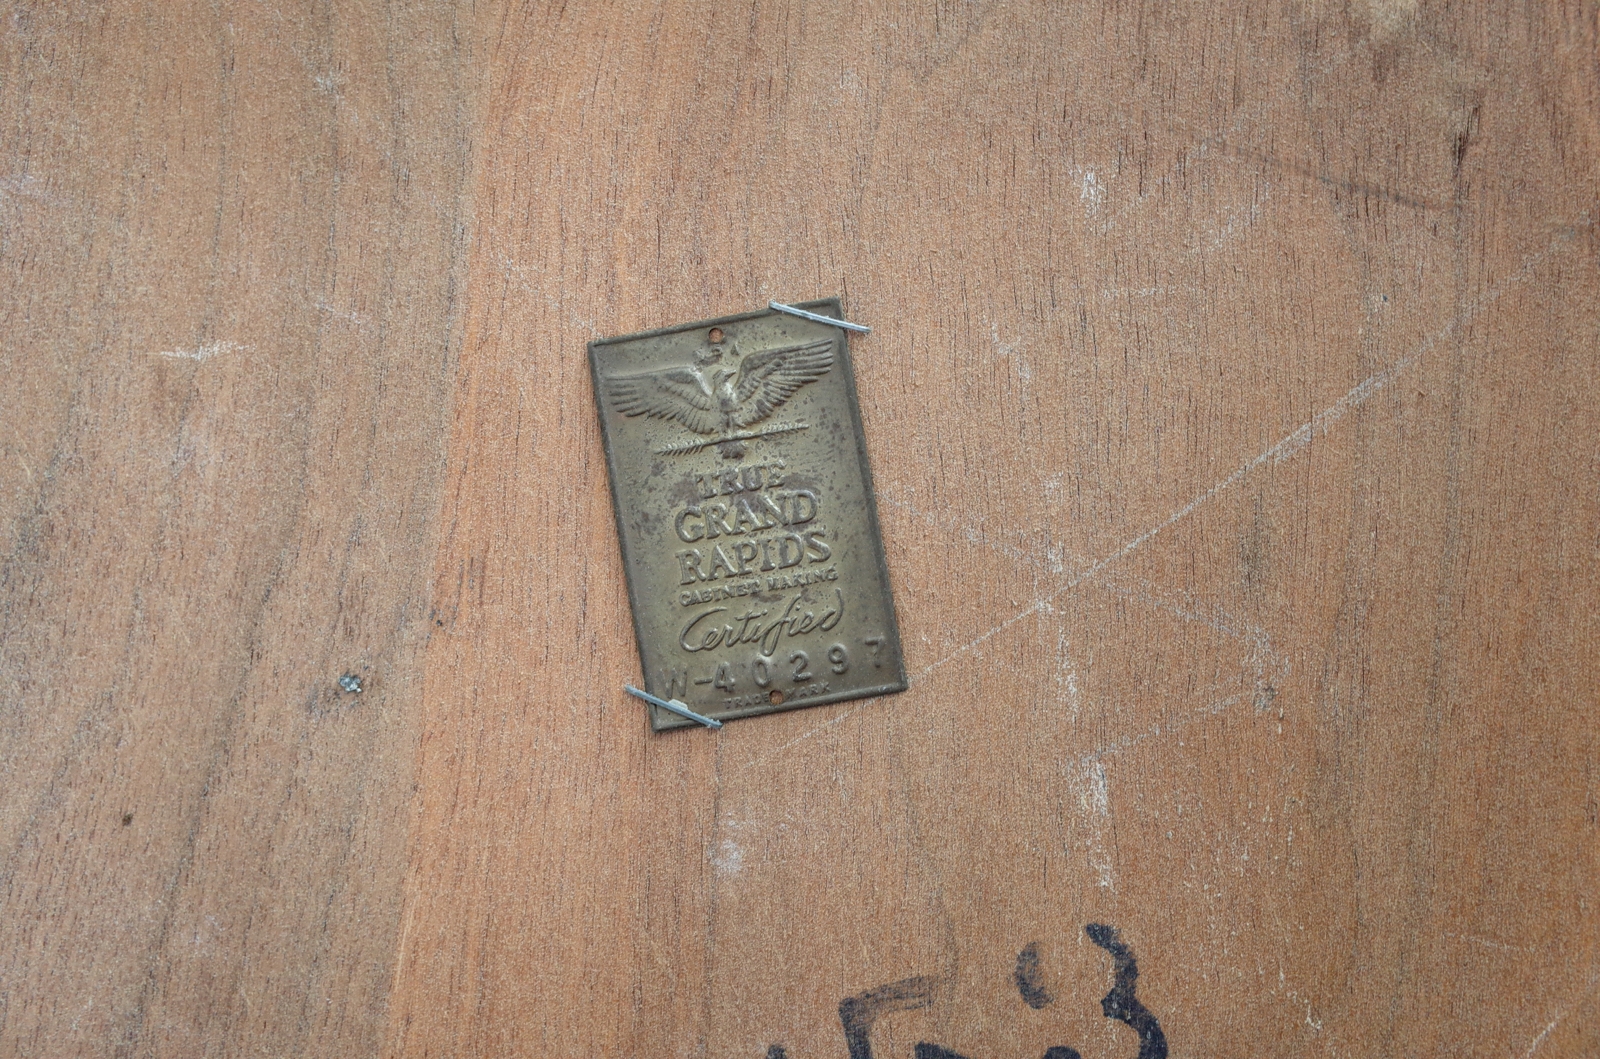 TRUE
GRAND
RAPIDS
CABINET MAKING
Certified
W-40297
TRADE MARK